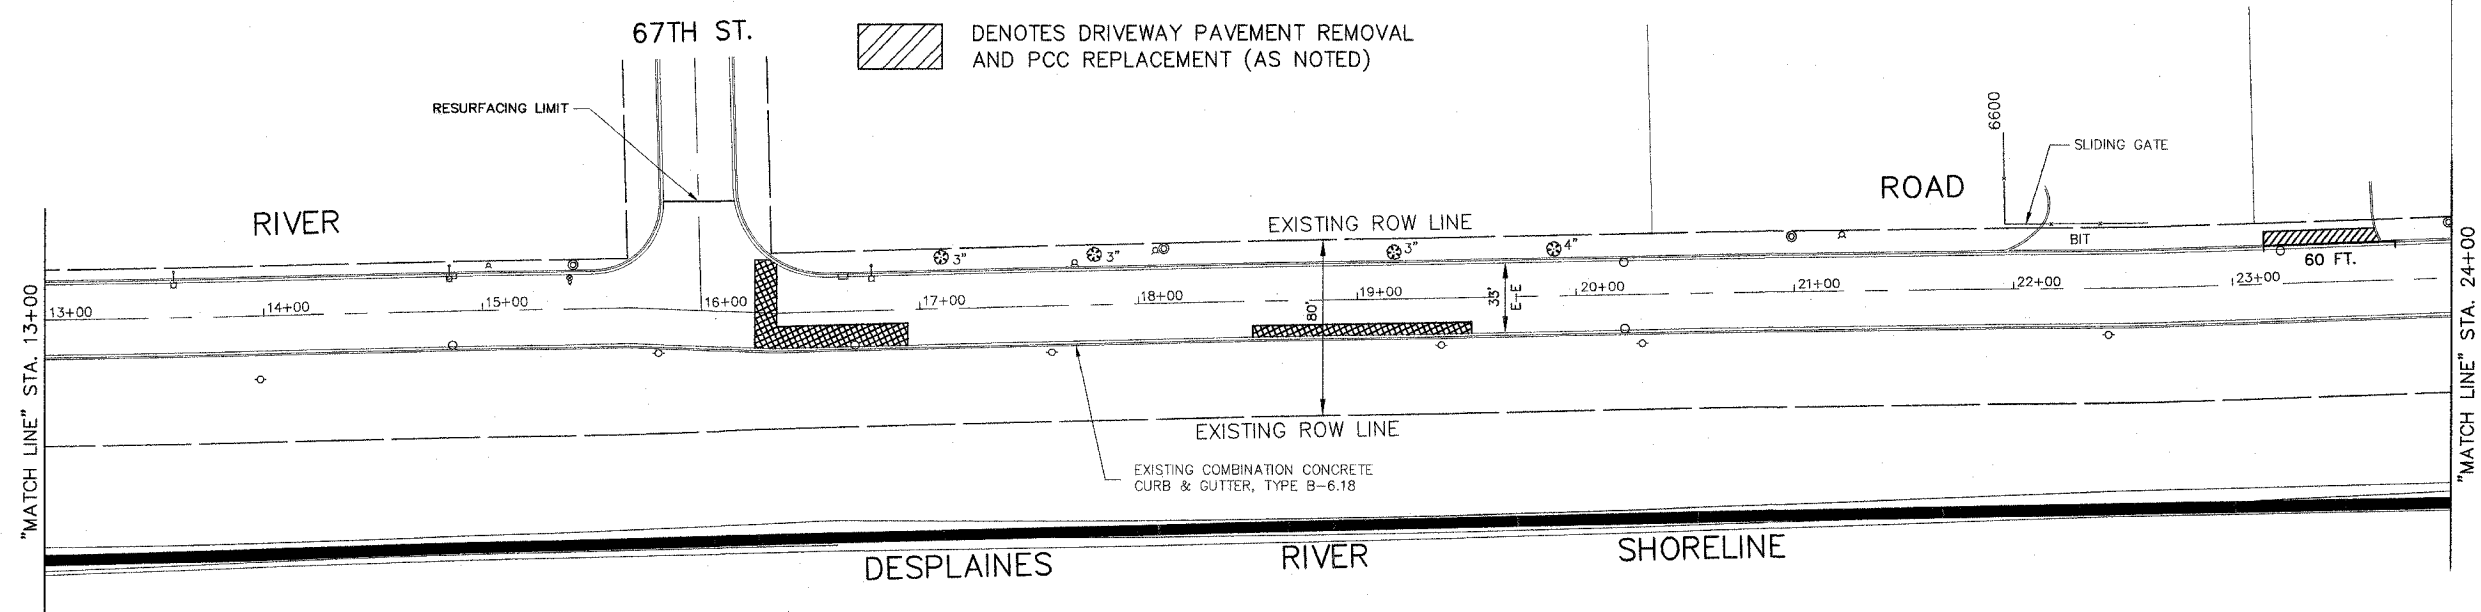 67TH ST.
DENOTES DRIVEWAY PAVEMENT REMOVAL
AND PCC REPLACEMENT (AS NOTED)
RESURFACING LIMIT
6600
SLIDING GATE
RIVER
ROAD
EXISTING ROW LINE
BIT
60 FT.
3"
3"
3"
4"
13+00
14+00
15+00
16+00
17+00
18+00
19+00
20+00
21+00
22+00
23+00
80'
33'
E-E
"MATCH LINE" STA. 13+00
"MATCH LINE" STA. 24+00
EXISTING ROW LINE
EXISTING COMBINATION CONCRETE
CURB & GUTTER, TYPE B-6.18
DESPLAINES RIVER SHORELINE